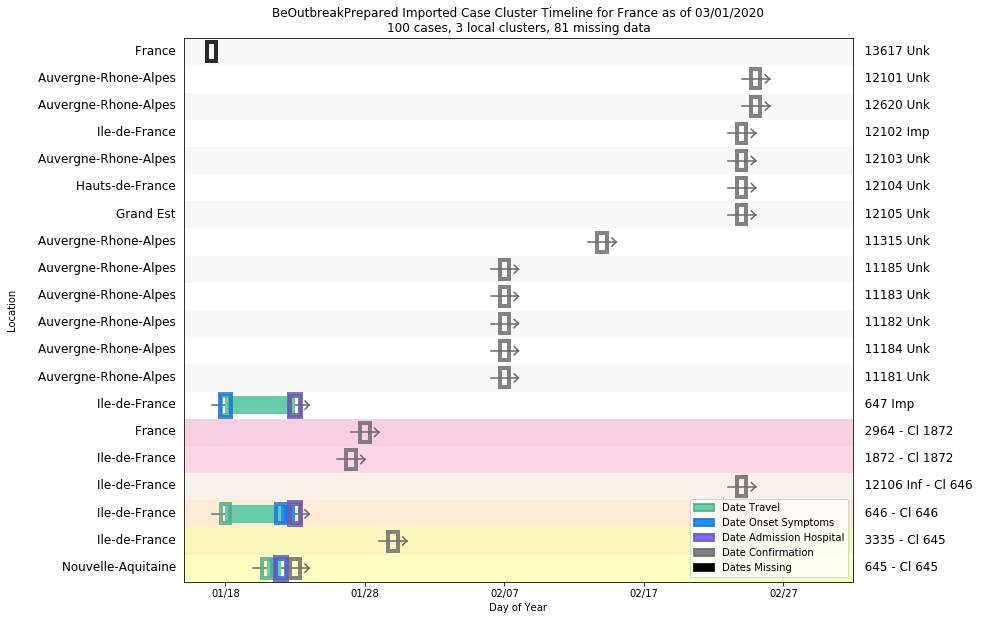 BeOutbreakPrepared Imported Case Cluster Timeline for France as of 03/01/2020
100 cases, 3 local clusters, 81 missing data
France 13617 Unk
Auvergne-Rhone-Alpes 12101 Unk
Auvergne-Rhone-Alpes 12620 Unk
Ile-de-France 12102 Imp
Auvergne-Rhone-Alpes 12103 Unk
Hauts-de-France 12104 Unk
Grand Est 12105 Unk
Auvergne-Rhone-Alpes 11315 Unk
Auvergne-Rhone-Alpes 11185 Unk
Auvergne-Rhone-Alpes 11183 Unk
Auvergne-Rhone-Alpes 11182 Unk
Auvergne-Rhone-Alpes 11184 Unk
Auvergne-Rhone-Alpes 11181 Unk
Ile-de-France 647 Imp
France 2964 - Cl 1872
Ile-de-France 1872 - Cl 1872
Ile-de-France 12106 Inf - Cl 646
Ile-de-France 646 - Cl 646
Ile-de-France 3335 - Cl 645
Nouvelle-Aquitaine 645 - Cl 645
Location
Date Travel
Date Onset Symptoms
Date Admission Hospital
Date Confirmation
Dates Missing
01/18 01/28 02/07 02/17 02/27
Day of Year